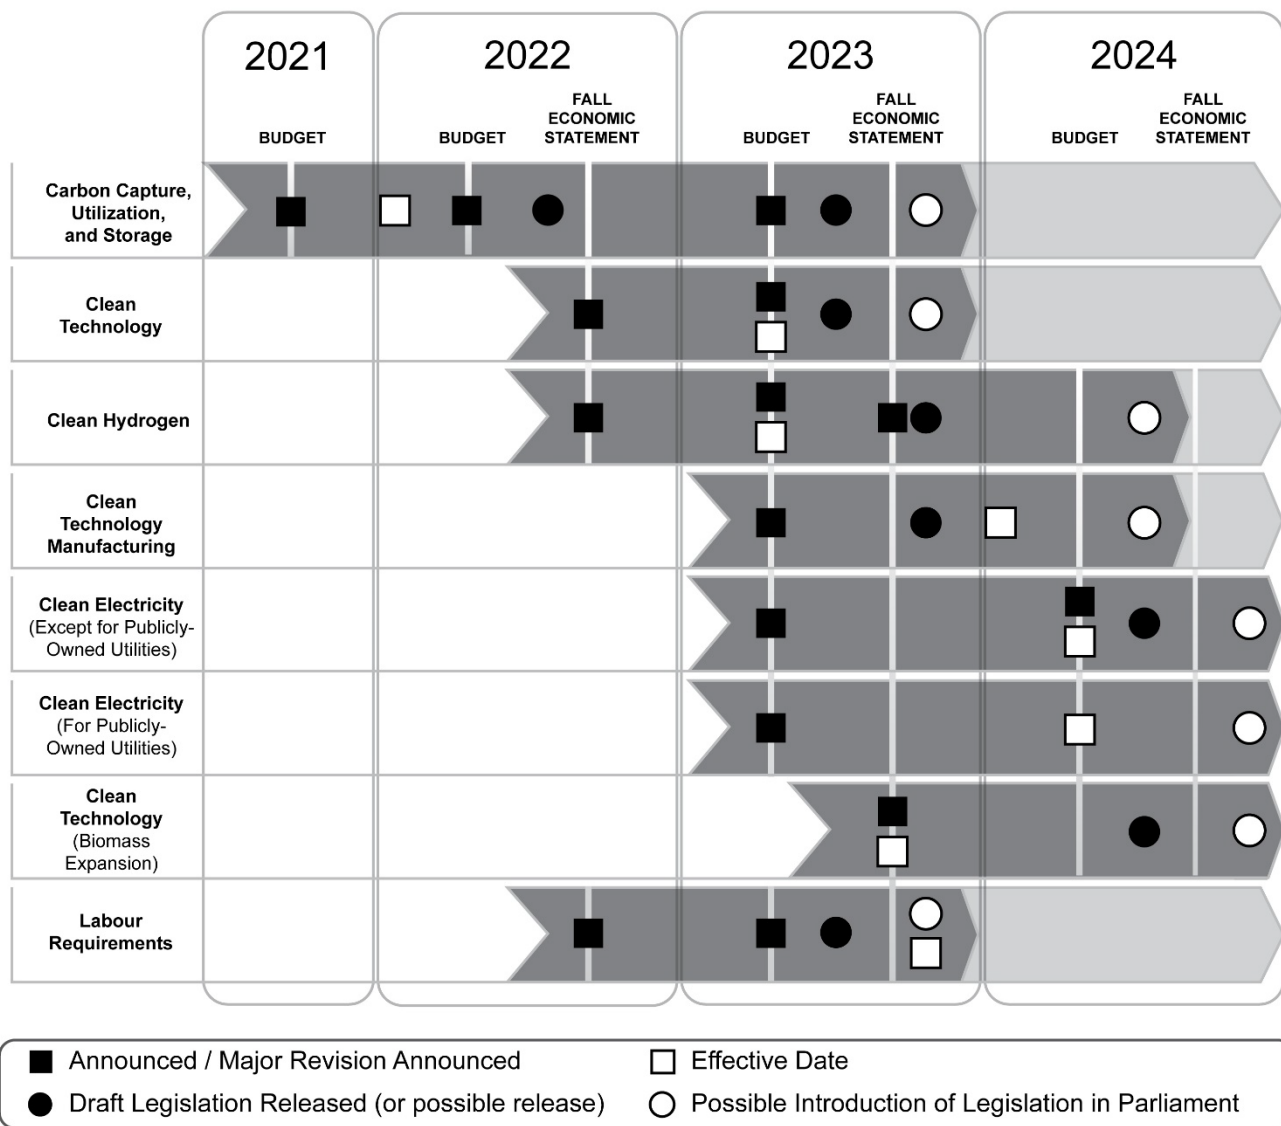 2021
2022
2023
2024
BUDGET
BUDGET
FALL
ECONOMIC
STATEMENT
BUDGET
FALL
ECONOMIC
STATEMENT
BUDGET
FALL
ECONOMIC
STATEMENT
Carbon Capture,
Utilization,
and Storage
Clean
Technology
Clean Hydrogen
Clean
Technology
Manufacturing
Clean Electricity
(Except for Publicly-
Owned Utilities)
Clean Electricity
(For Publicly-
Owned Utilities)
Clean
Technology
(Biomass
Expansion)
Labour
Requirements
Announced / Major Revision Announced
Effective Date
Draft Legislation Released (or possible release)
Possible Introduction of Legislation in Parliament